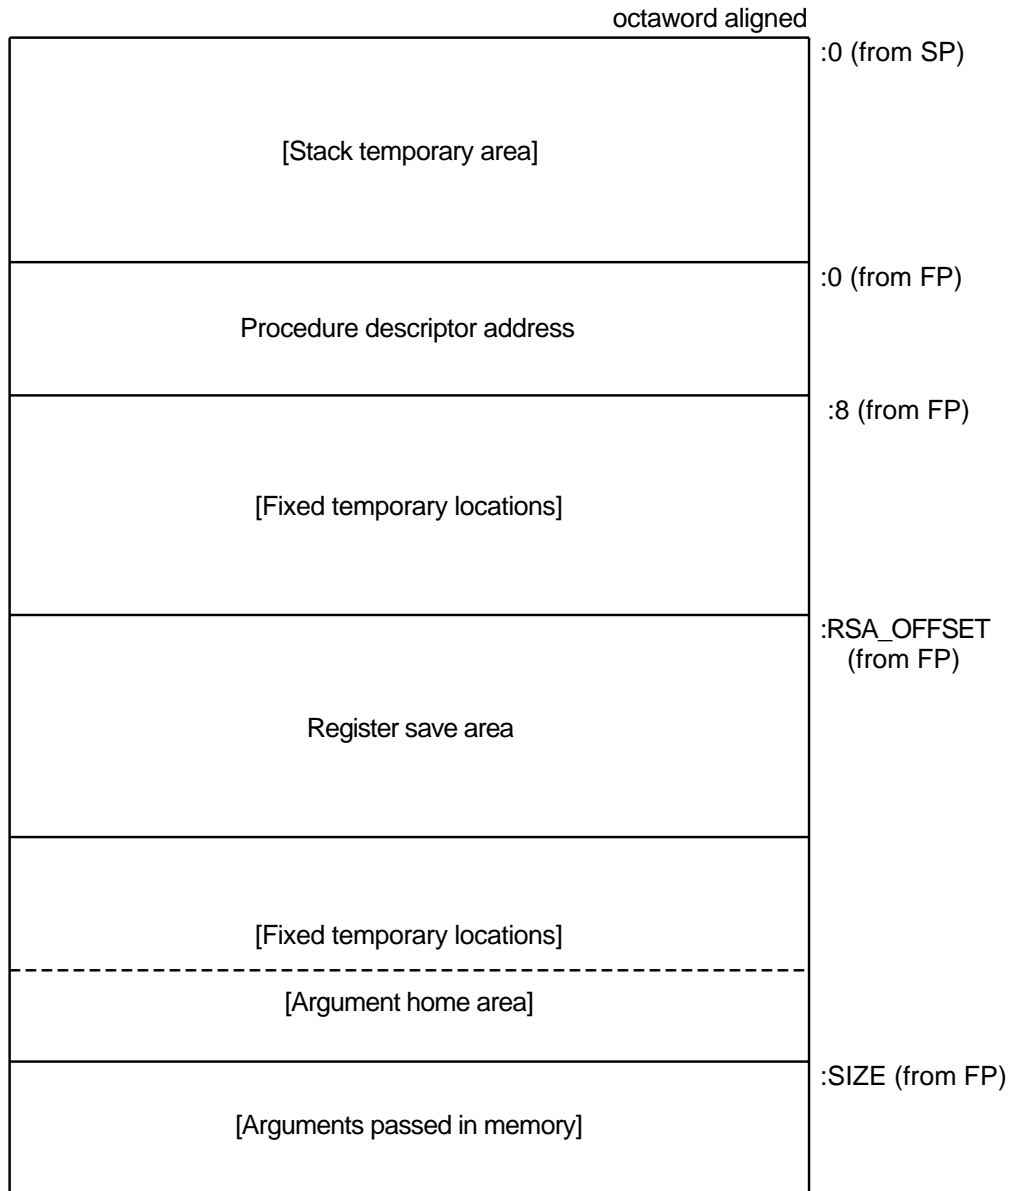 octaword aligned
:0 (from SP)
[Stack temporary area]
:0 (from FP)
Procedure descriptor address
:8 (from FP)
[Fixed temporary locations]
:RSA_OFFSET
(from FP)
Register save area
[Fixed temporary locations]
[Argument home area]
:SIZE (from FP)
[Arguments passed in memory]